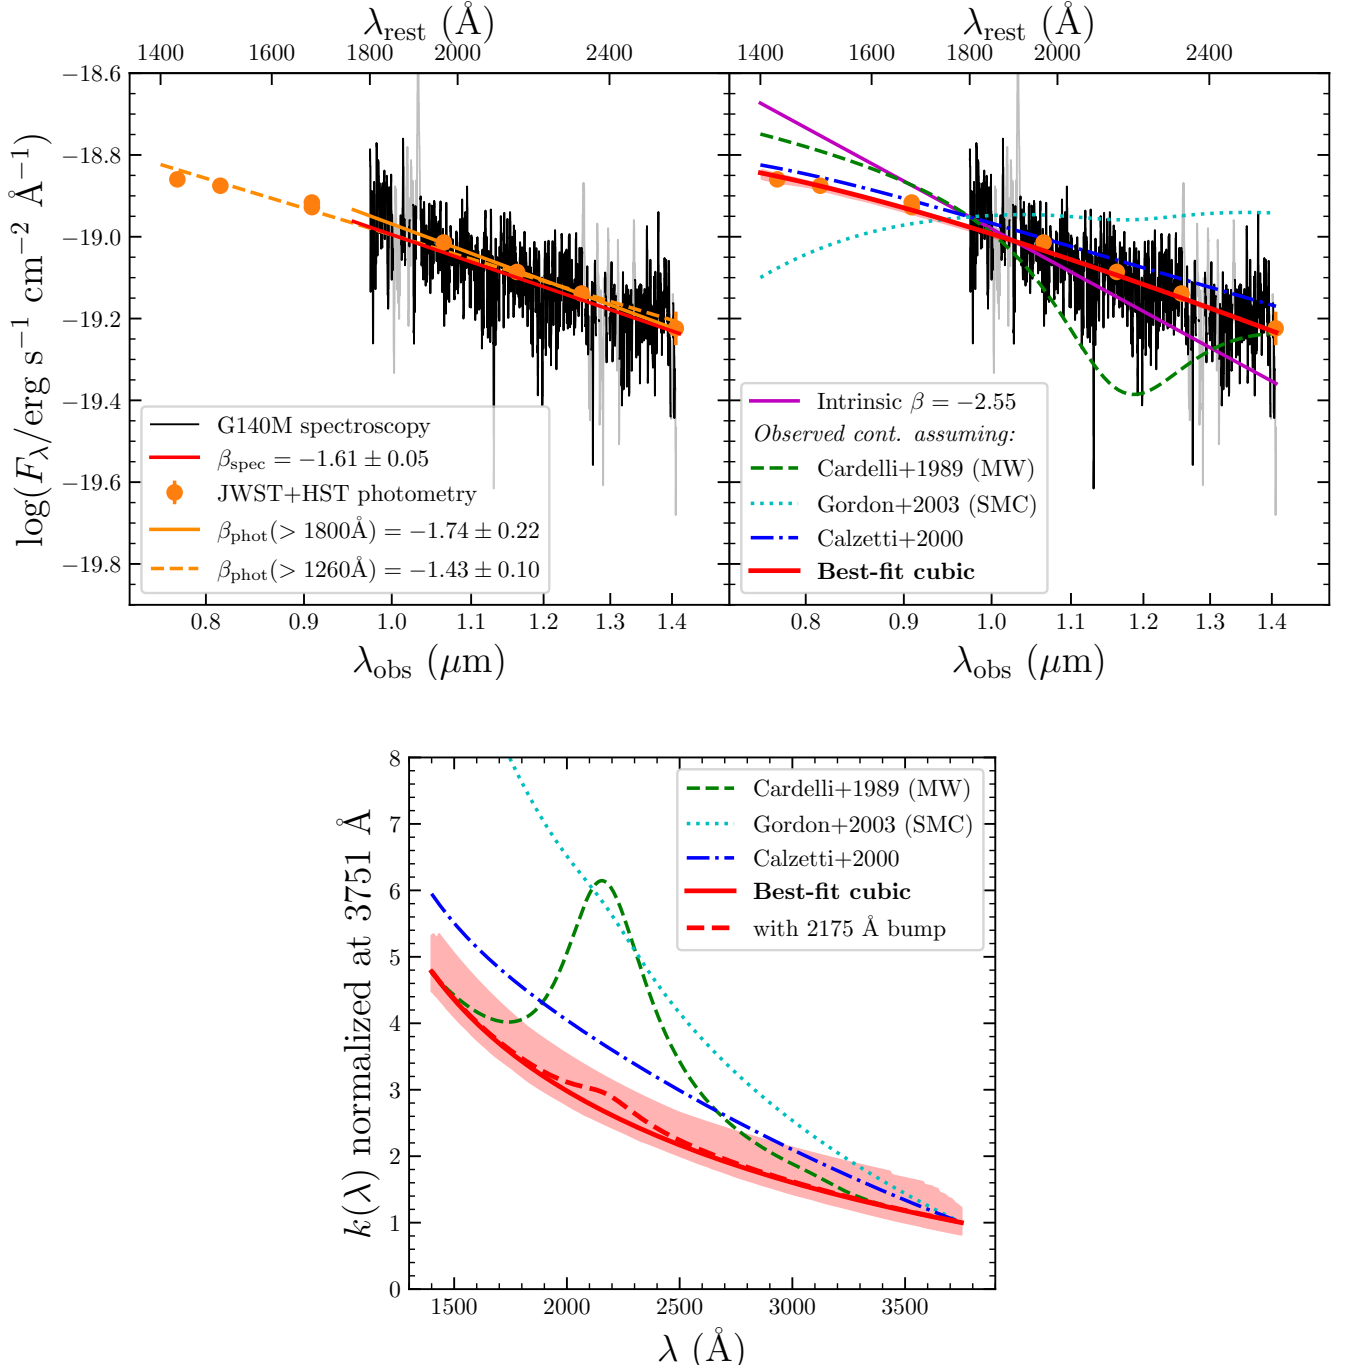 λrest (Å)
λrest (Å)
1400 1600 1800 2000 2400
1400 1600 1800 2000 2400
log(Fλ/erg s⁻¹ cm⁻² Å⁻¹)
−18.6
−18.8
−19.0
−19.2
−19.4
−19.6
−19.8
G140M spectroscopy
βspec = −1.61 ± 0.05
JWST+HST photometry
βphot(> 1800Å) = −1.74 ± 0.22
βphot(> 1260Å) = −1.43 ± 0.10
Intrinsic β = −2.55
Observed cont. assuming:
Cardelli+1989 (MW)
Gordon+2003 (SMC)
Calzetti+2000
Best-fit cubic
0.8 0.9 1.0 1.1 1.2 1.3 1.4
0.8 0.9 1.0 1.1 1.2 1.3 1.4
λobs (μm)
λobs (μm)
k(λ) normalized at 3751 Å
8
7
6
5
4
3
2
1
0
Cardelli+1989 (MW)
Gordon+2003 (SMC)
Calzetti+2000
Best-fit cubic
with 2175 Å bump
1500 2000 2500 3000 3500
λ (Å)